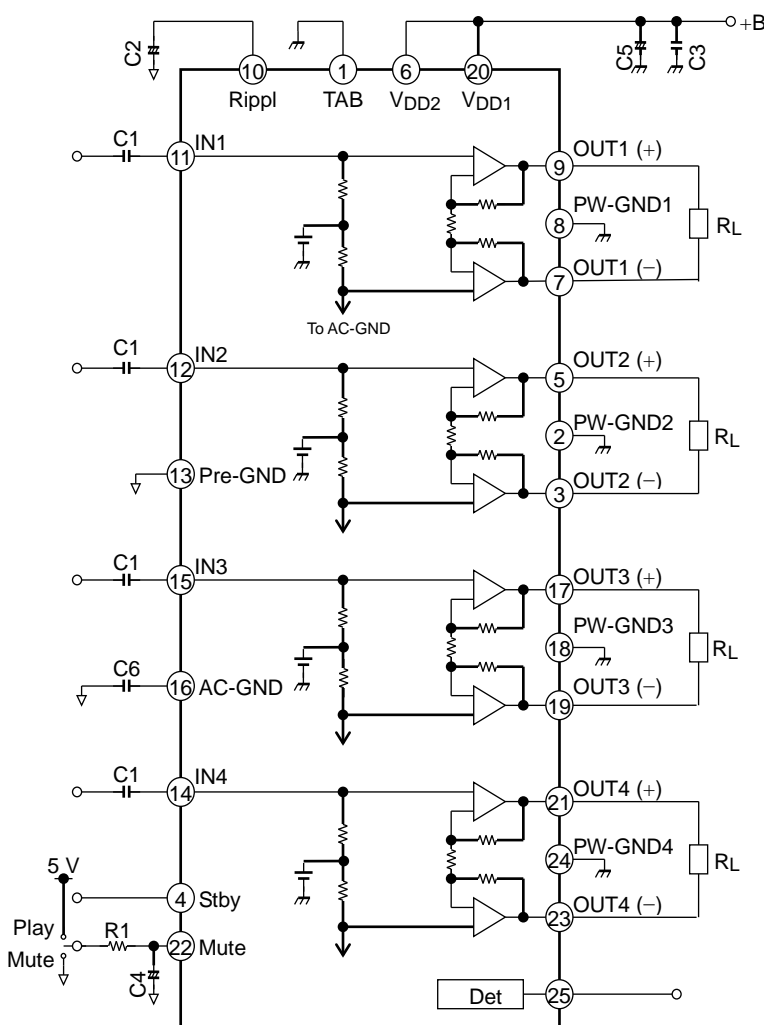 +B
C2
C5
C3
10
1
6
20
Rippl
TAB
VDD2
VDD1
C1
11
IN1
9
OUT1 (+)
8
PW-GND1
RL
7
OUT1 (−)
To AC-GND
C1
12
IN2
5
OUT2 (+)
2
PW-GND2
RL
13
Pre-GND
3
OUT2 (−)
C1
15
IN3
17
OUT3 (+)
18
PW-GND3
RL
C6
16
AC-GND
19
OUT3 (−)
C1
14
IN4
21
OUT4 (+)
24
PW-GND4
RL
5 V
4
Stby
23
OUT4 (−)
Play
Mute
R1
22
Mute
C4
Det
25